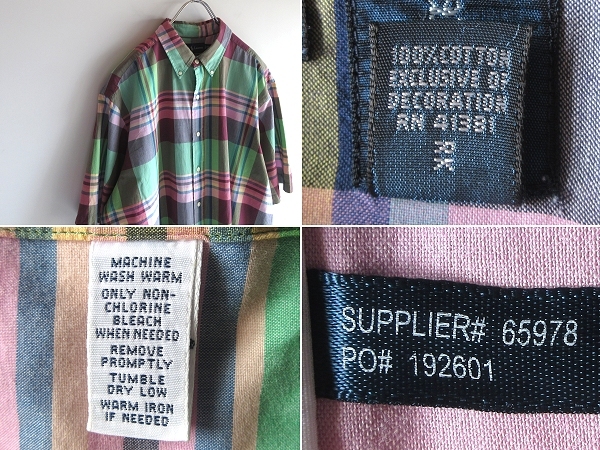 100% COTTON
EXCLUSIVE OF
DECORATION
RN 41381
RK
MACHINE
WASH WARM
ONLY NON-
CHLORINE
BLEACH
WHEN NEEDED
REMOVE
PROMPTLY
TUMBLE
DRY LOW
WARM IRON
IF NEEDED
SUPPLIER# 65978
PO# 192601